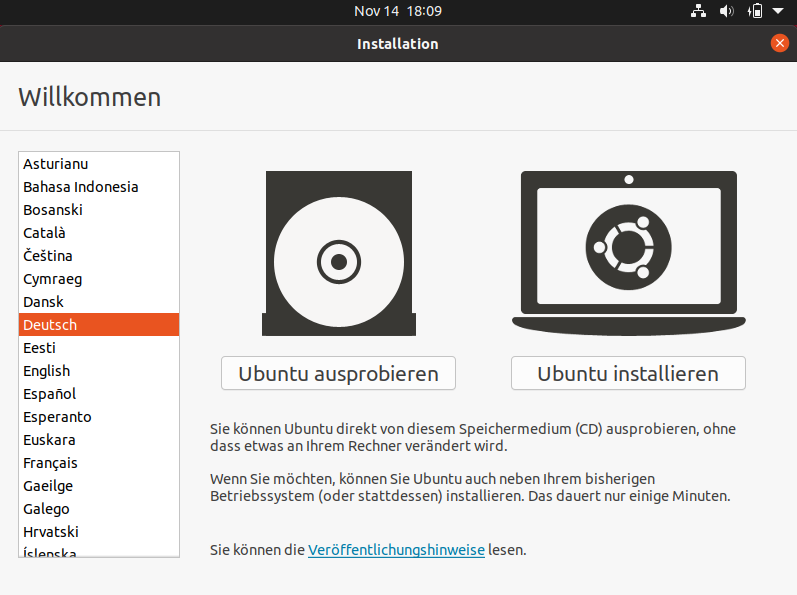 Nov 14 18:09
Installation
Willkommen
Asturianu
Bahasa Indonesia
Bosanski
Català
Čeština
Cymraeg
Dansk
Deutsch
Eesti
English
Español
Esperanto
Euskara
Français
Gaeilge
Galego
Hrvatski
Íslenska
Ubuntu ausprobieren
Ubuntu installieren
Sie können Ubuntu direkt von diesem Speichermedium (CD) ausprobieren, ohne
dass etwas an Ihrem Rechner verändert wird.
Wenn Sie möchten, können Sie Ubuntu auch neben Ihrem bisherigen
Betriebssystem (oder stattdessen) installieren. Das dauert nur einige Minuten.
Sie können die Veröffentlichungshinweise lesen.